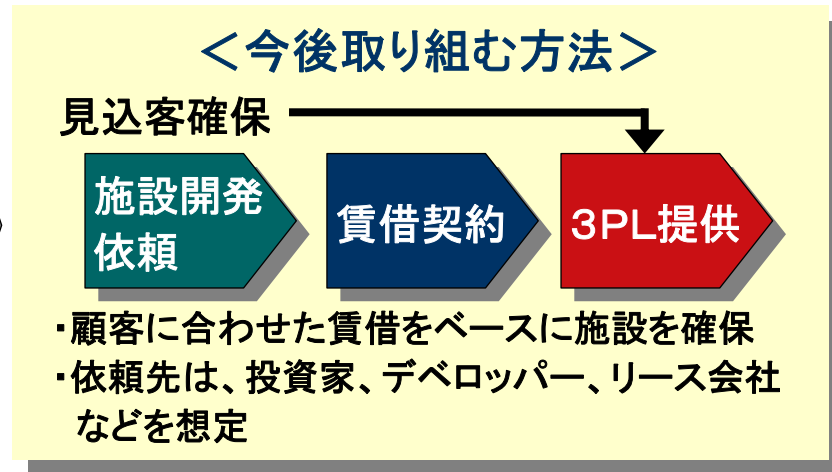 ＜今後取り組む方法＞
見込客確保
施設開発
依頼
賃借契約
３ＰＬ提供
・顧客に合わせた賃借をベースに施設を確保
・依頼先は、投資家、デベロッパー、リース会社
などを想定